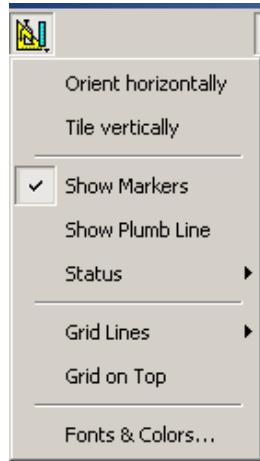 Orient horizontally
Tile vertically
Show Markers
Show Plumb Line
Status
Grid Lines
Grid on Top
Fonts & Colors...